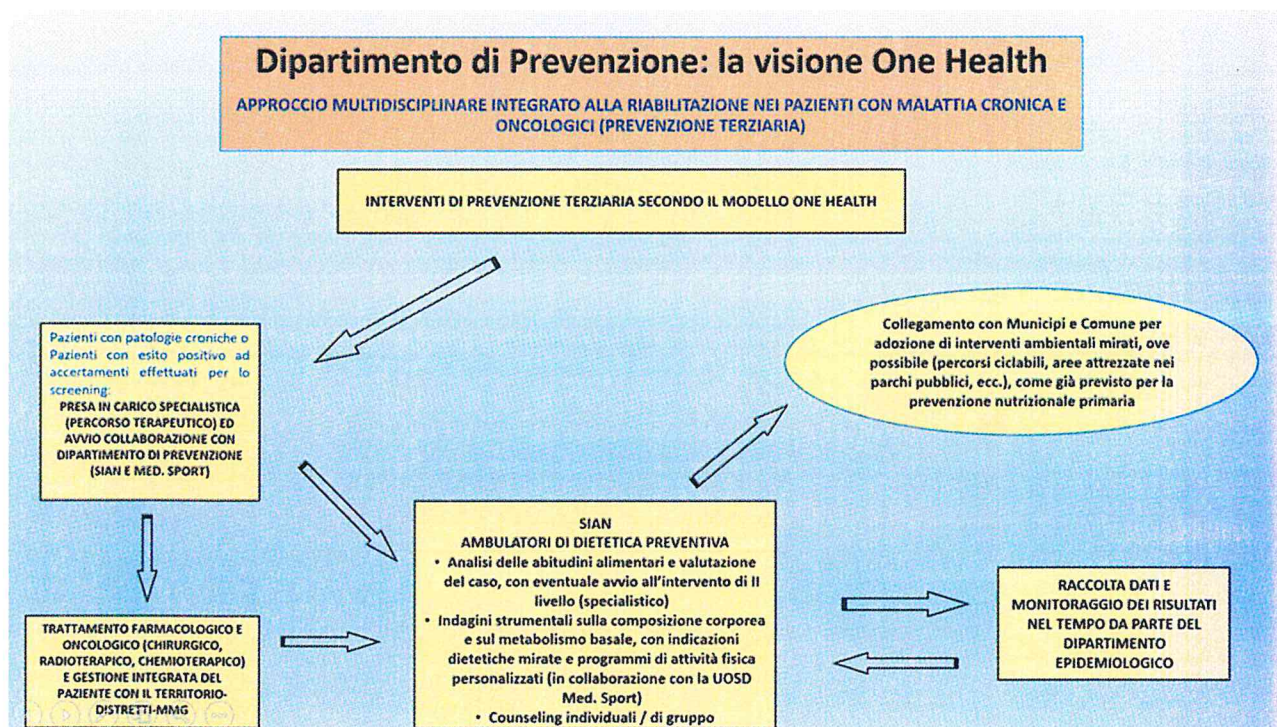 Dipartimento di Prevenzione: la visione One Health
APPROCCIO MULTIDISCIPLINARE INTEGRATO ALLA RIABILITAZIONE NEI PAZIENTI CON MALATTIA CRONICA E
ONCOLOGICI (PREVENZIONE TERZIARIA)
INTERVENTI DI PREVENZIONE TERZIARIA SECONDO IL MODELLO ONE HEALTH
Pazienti con patologie croniche o
Pazienti con esito positivo ad
accertamenti effettuati per lo
screening:
PRESA IN CARICO SPECIALISTICA
(PERCORSO TERAPEUTICO) ED
AVVIO COLLABORAZIONE CON
DIPARTIMENTO DI PREVENZIONE
(SIAN E MED. SPORT)
Collegamento con Municipi e Comune per
adozione di interventi ambientali mirati, ove
possibile (percorsi ciclabili, aree attrezzate nei
parchi pubblici, ecc.), come già previsto per la
prevenzione nutrizionale primaria
TRATTAMENTO FARMACOLOGICO E
ONCOLOGICO (CHIRURGICO,
RADIOTERAPICO, CHEMIOTERAPICO)
E GESTIONE INTEGRATA DEL
PAZIENTE CON IL TERRITORIO-
DISTRETTI-MMG
SIAN
AMBULATORI DI DIETETICA PREVENTIVA
• Analisi delle abitudini alimentari e valutazione
del caso, con eventuale avvio all'intervento di II
livello (specialistico)
• Indagini strumentali sulla composizione corporea
e sul metabolismo basale, con indicazioni
dietetiche mirate e programmi di attività fisica
personalizzati (in collaborazione con la UOSD
Med. Sport)
• Counseling individuali / di gruppo
RACCOLTA DATI E
MONITORAGGIO DEI RISULTATI
NEL TEMPO DA PARTE DEL
DIPARTIMENTO
EPIDEMIOLOGICO